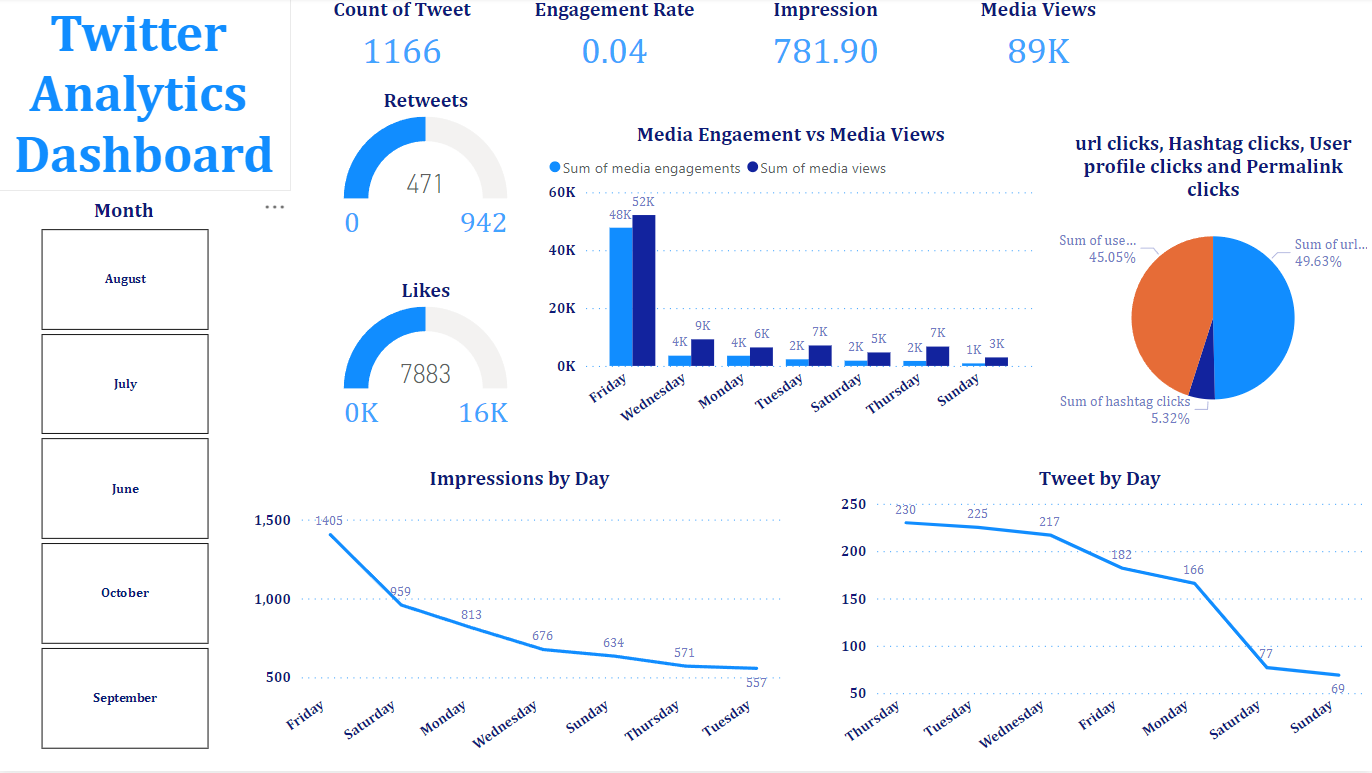 Twitter
Analytics
Dashboard
Count of Tweet
1166
Engagement Rate
0.04
Impression
781.90
Media Views
89K
Month
August
July
June
October
September
Retweets
471
0
942
Likes
7883
0K
16K
Media Engaement vs Media Views
Sum of media engagements
Sum of media views
60K
40K
20K
0K
48K
52K
4K
9K
4K
6K
2K
7K
2K
5K
2K
7K
1K
3K
Friday
Wednesday
Monday
Tuesday
Saturday
Thursday
Sunday
url clicks, Hashtag clicks, User
profile clicks and Permalink
clicks
Sum of use...
45.05%
Sum of url...
49.63%
Sum of hashtag clicks
5.32%
Impressions by Day
1,500
1,000
500
1405
959
813
676
634
571
557
Friday
Saturday
Monday
Wednesday
Sunday
Thursday
Tuesday
Tweet by Day
250
200
150
100
50
230
225
217
182
166
77
69
Thursday
Tuesday
Wednesday
Friday
Monday
Saturday
Sunday